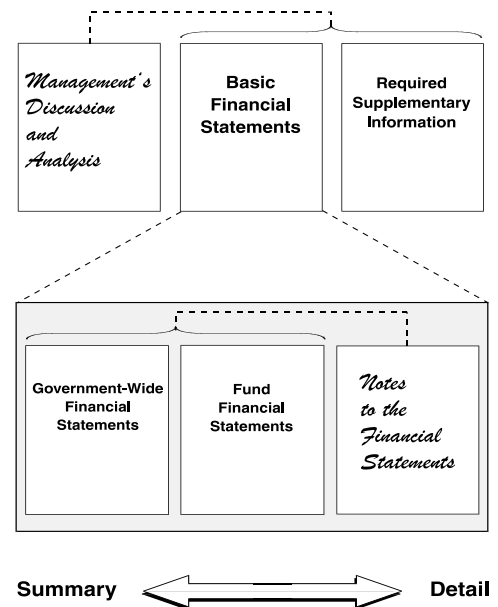 Management's
Discussion
and
Analysis
Basic
Financial
Statements
Required
Supplementary
Information
Government-Wide
Financial
Statements
Fund
Financial
Statements
Notes
to the
Financial
Statements
Summary
Detail